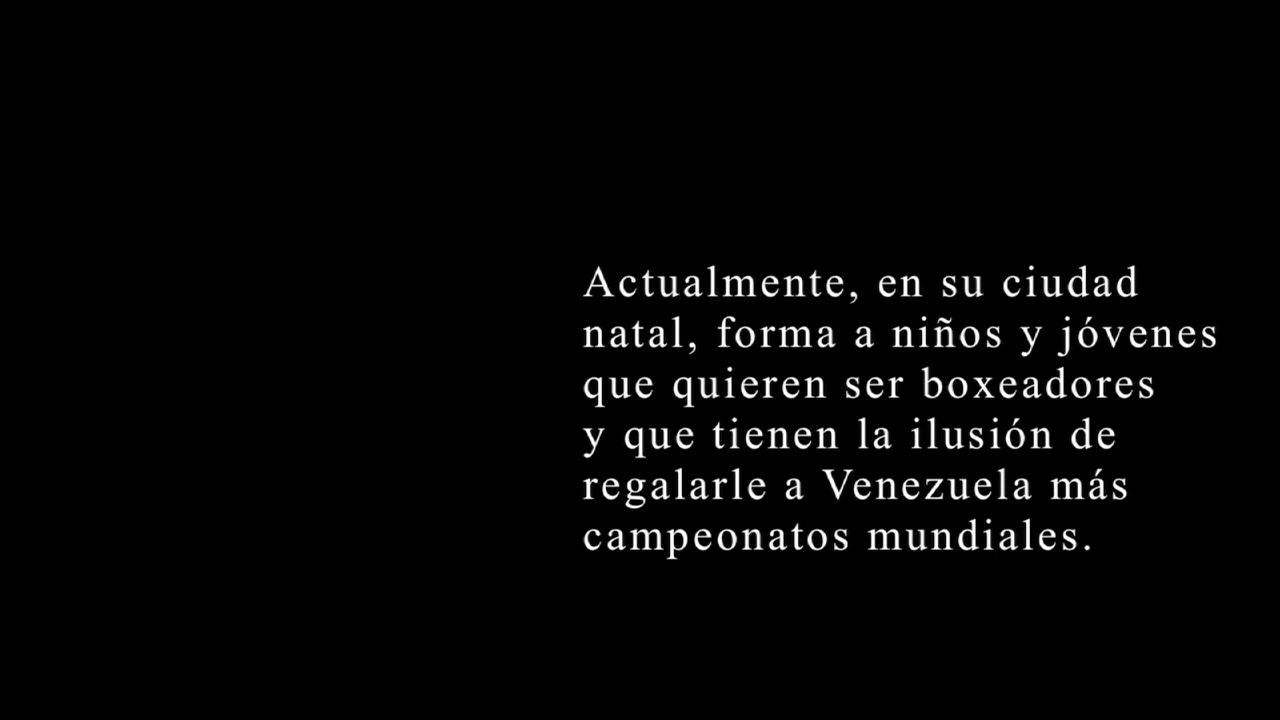 Actualmente, en su ciudad
natal, forma a niños y jóvenes
que quieren ser boxeadores
y que tienen la ilusión de
regalarle a Venezuela más
campeonatos mundiales.